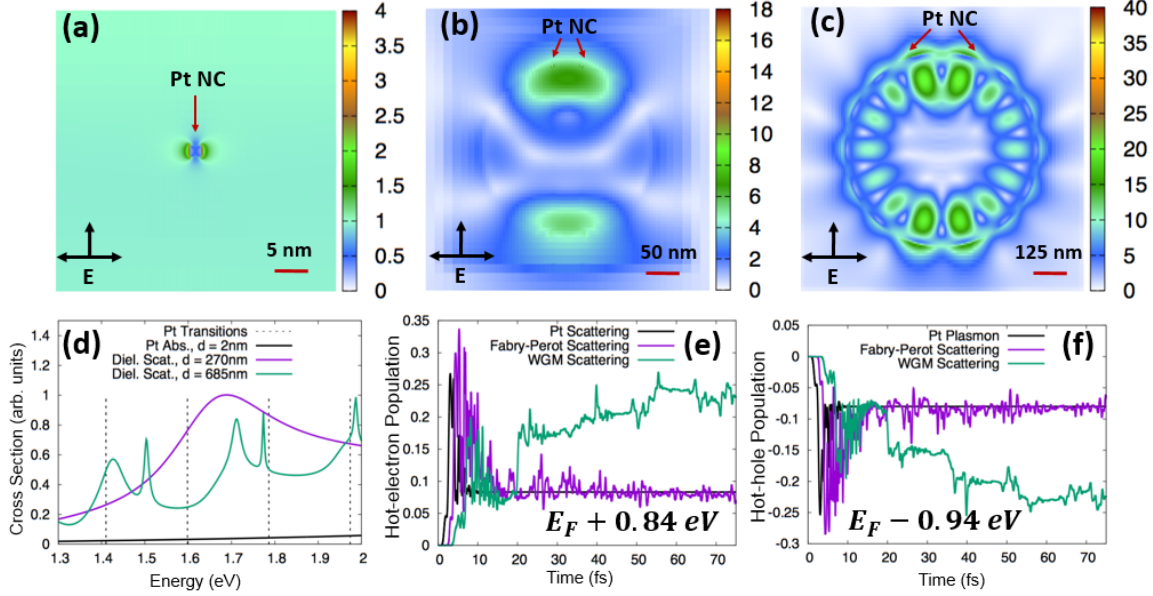 (a)
Pt NC
E
5 nm
4
3.5
3
2.5
2
1.5
1
0.5
0
(b)
Pt NC
E
50 nm
18
16
14
12
10
8
6
4
2
0
(c)
Pt NC
E
125 nm
40
35
30
25
20
15
10
5
0
(d)
Pt Transitions
Pt Abs., d = 2nm
Diel. Scat., d = 270nm
Diel. Scat., d = 685nm
Cross Section (arb. units)
1.4
1.2
1
0.8
0.6
0.4
0.2
0
1.3 1.4 1.5 1.6 1.7 1.8 1.9 2
Energy (eV)
(e)
Pt Scattering
Fabry-Perot Scattering
WGM Scattering
Hot-electron Population
0.35
0.3
0.25
0.2
0.15
0.1
0.05
0
E_F + 0.84 eV
0 10 20 30 40 50 60 70
Time (fs)
(f)
Pt Plasmon
Fabry-Perot Scattering
WGM Scattering
Hot-hole Population
0.05
0
-0.05
-0.1
-0.15
-0.2
-0.25
-0.3
E_F − 0.94 eV
0 10 20 30 40 50 60 70
Time (fs)